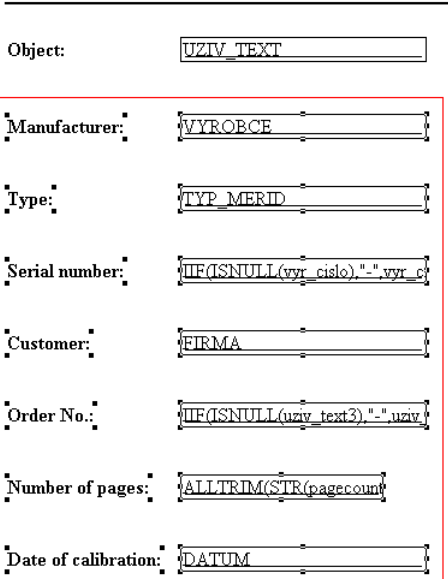 Object: UZIV_TEXT
Manufacturer: VYROBCE
Type: TYP_MERID
Serial number: IIF(ISNULL(vyr_cislo),"-",vyr_c
Customer: FIRMA
Order No.: IIF(ISNULL(uziv_text3),"-",uziv_
Number of pages: ALLTRIM(STR(pagecount
Date of calibration: DATUM